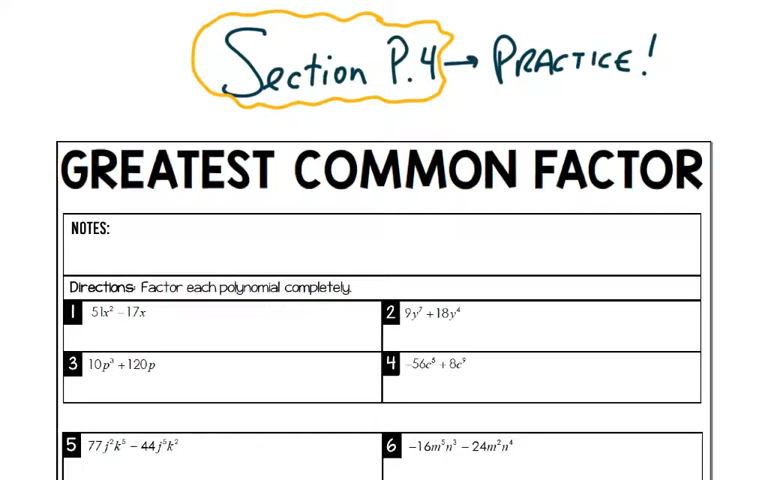 Section P.4 → PRACTICE!
GREATEST COMMON FACTOR
NOTES:
Directions: Factor each polynomial completely.
1 51x² – 17x
2 9y⁷ + 18y⁴
3 10p³ + 120p
4 –56c⁵ + 8c⁹
5 77j²k⁵ – 44j⁵k²
6 –16m⁵n³ – 24m²n⁴